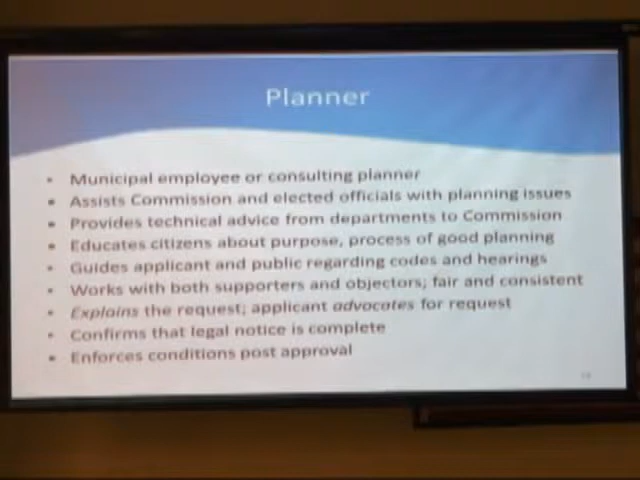 Planner
• Municipal employee or consulting planner
• Assists Commission and elected officials with planning issues
• Provides technical advice from departments to Commission
• Educates citizens about purpose, process of good planning
• Guides applicant and public regarding codes and hearings
• Works with both supporters and objectors; fair and consistent
• Explains the request; applicant advocates for request
• Confirms that legal notice is complete
• Enforces conditions post approval